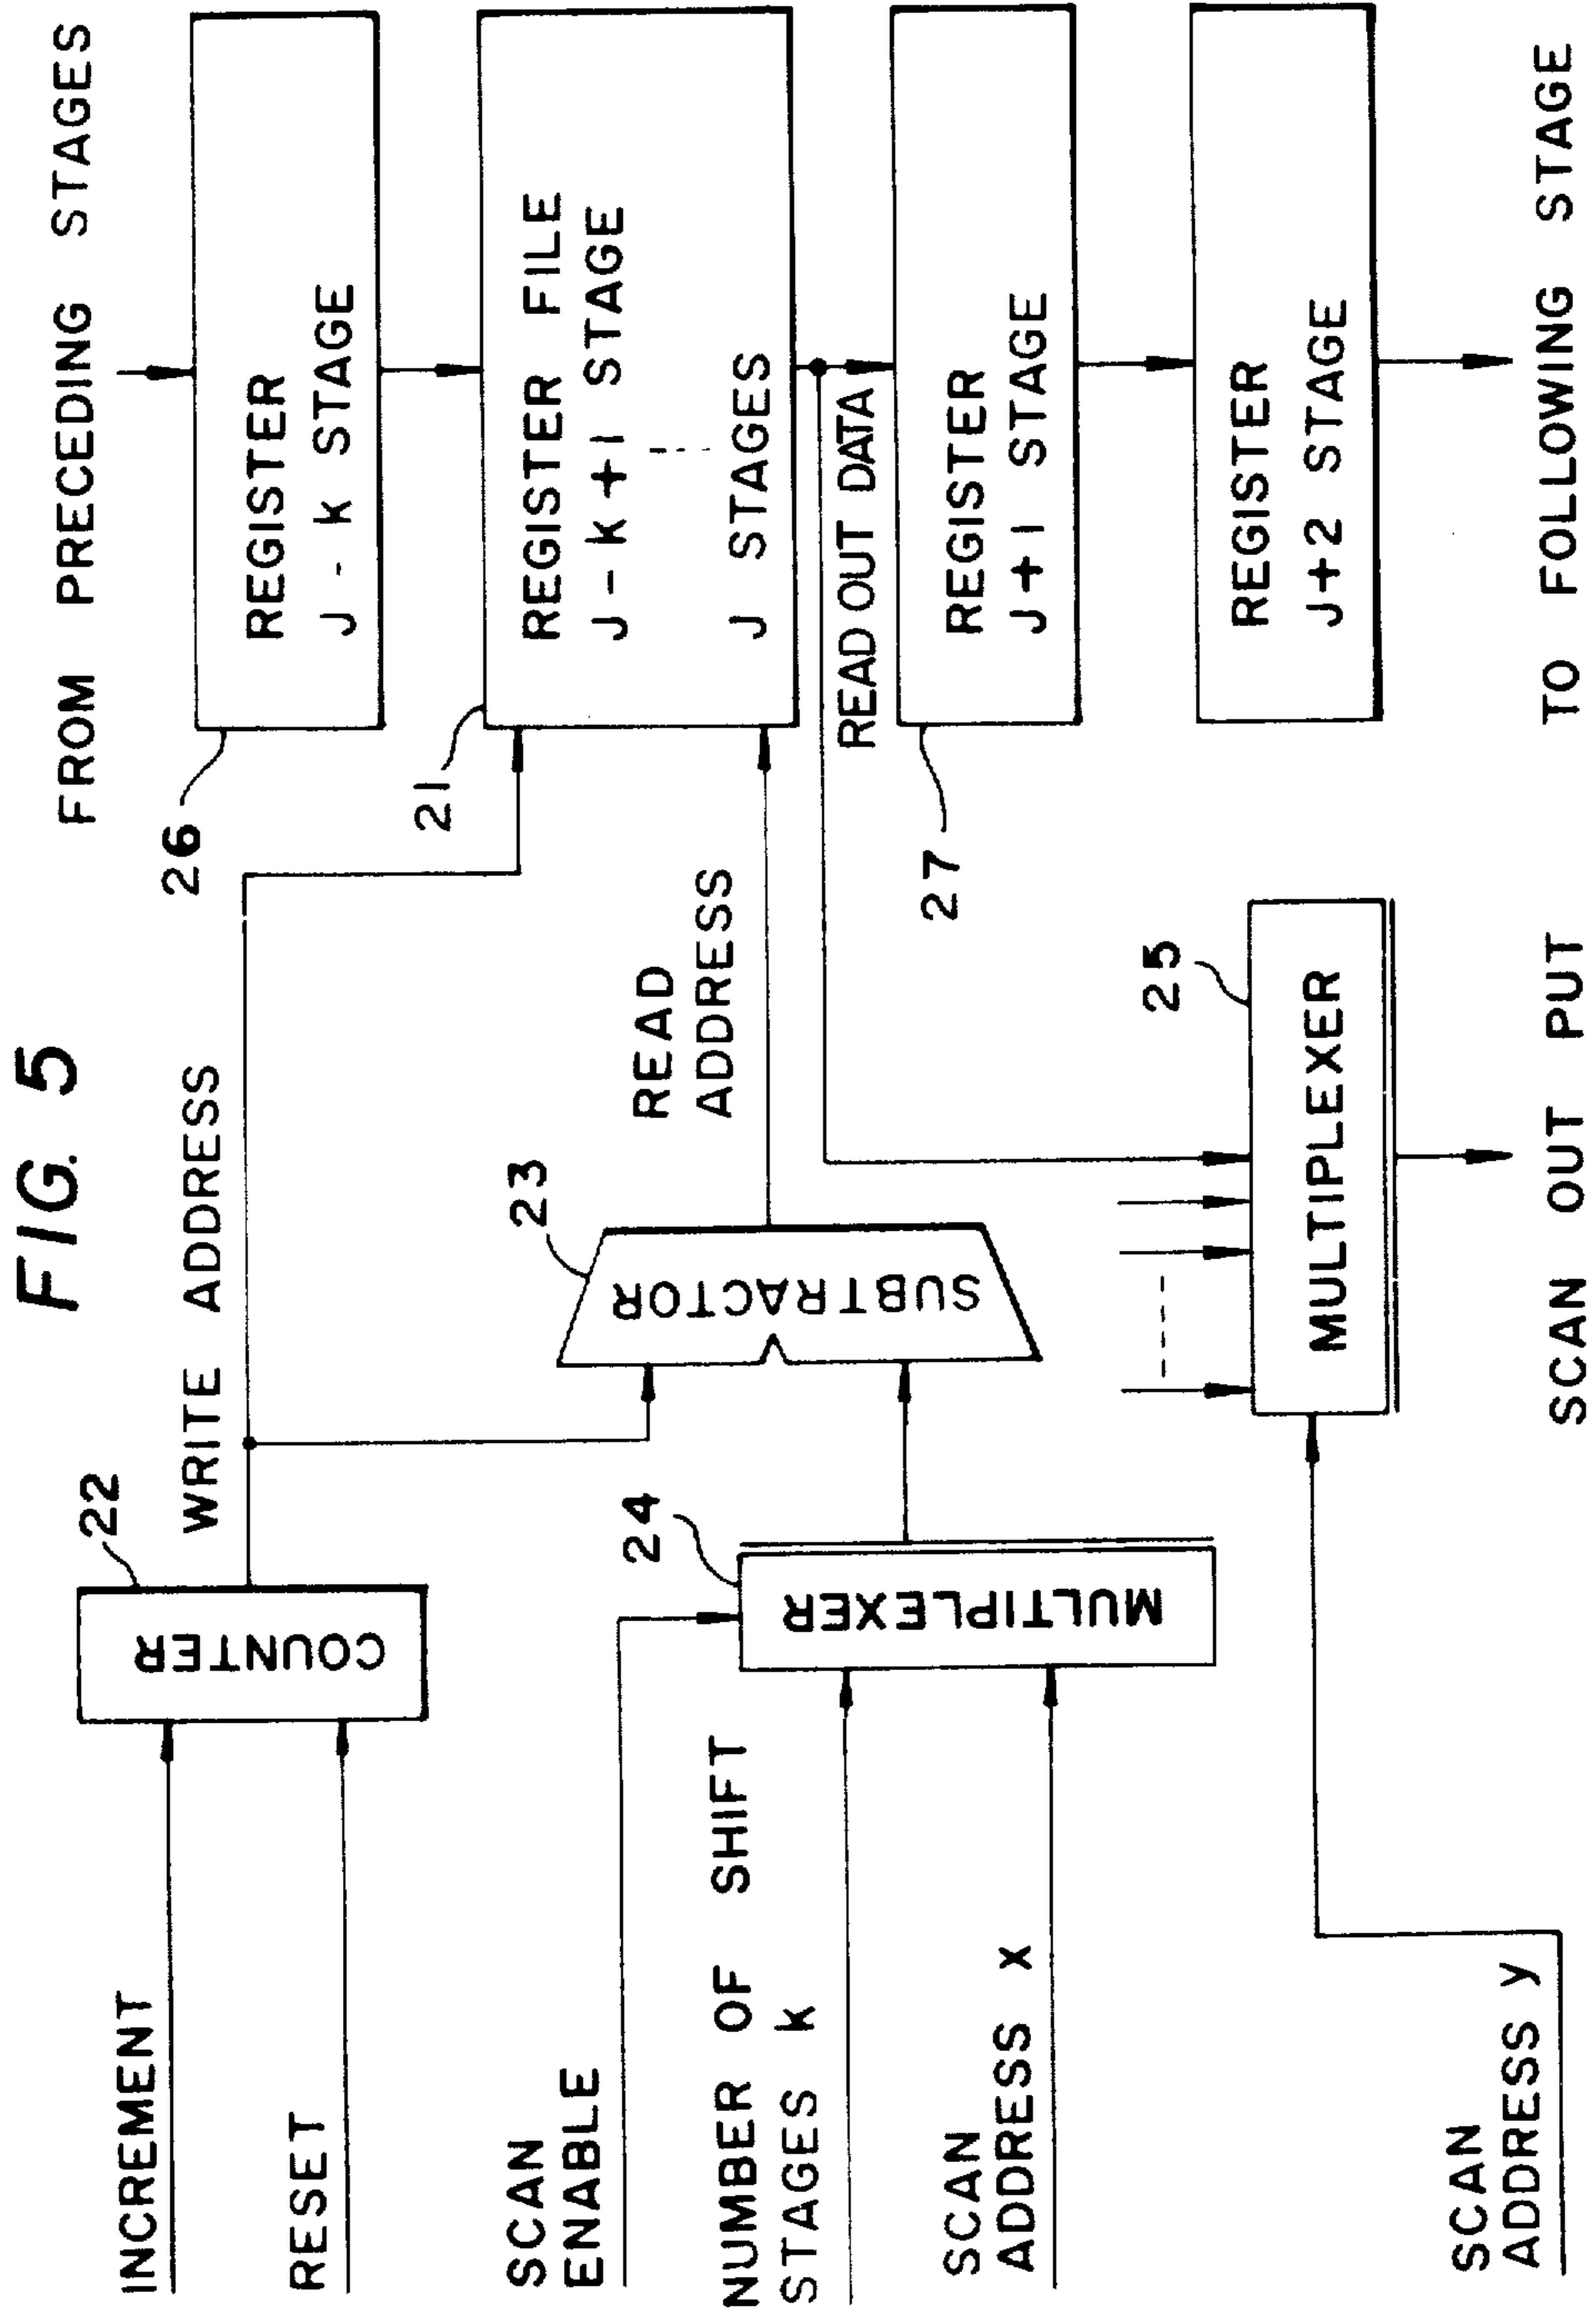 FIG. 5
INCREMENT
RESET
COUNTER
22
WRITE ADDRESS
SCAN
ENABLE
NUMBER OF SHIFT
STAGES k
SCAN
ADDRESS x
MULTIPLEXER
24
SUBTRACTOR
23
READ
ADDRESS
SCAN
ADDRESS y
MULTIPLEXER
25
SCAN OUT PUT
FROM PRECEDING STAGES
26
REGISTER
J - K STAGE
21
REGISTER FILE
J - K + 1 STAGE
J STAGES
READ OUT DATA
27
REGISTER
J + 1 STAGE
REGISTER
J + 2 STAGE
TO FOLLOWING STAGE